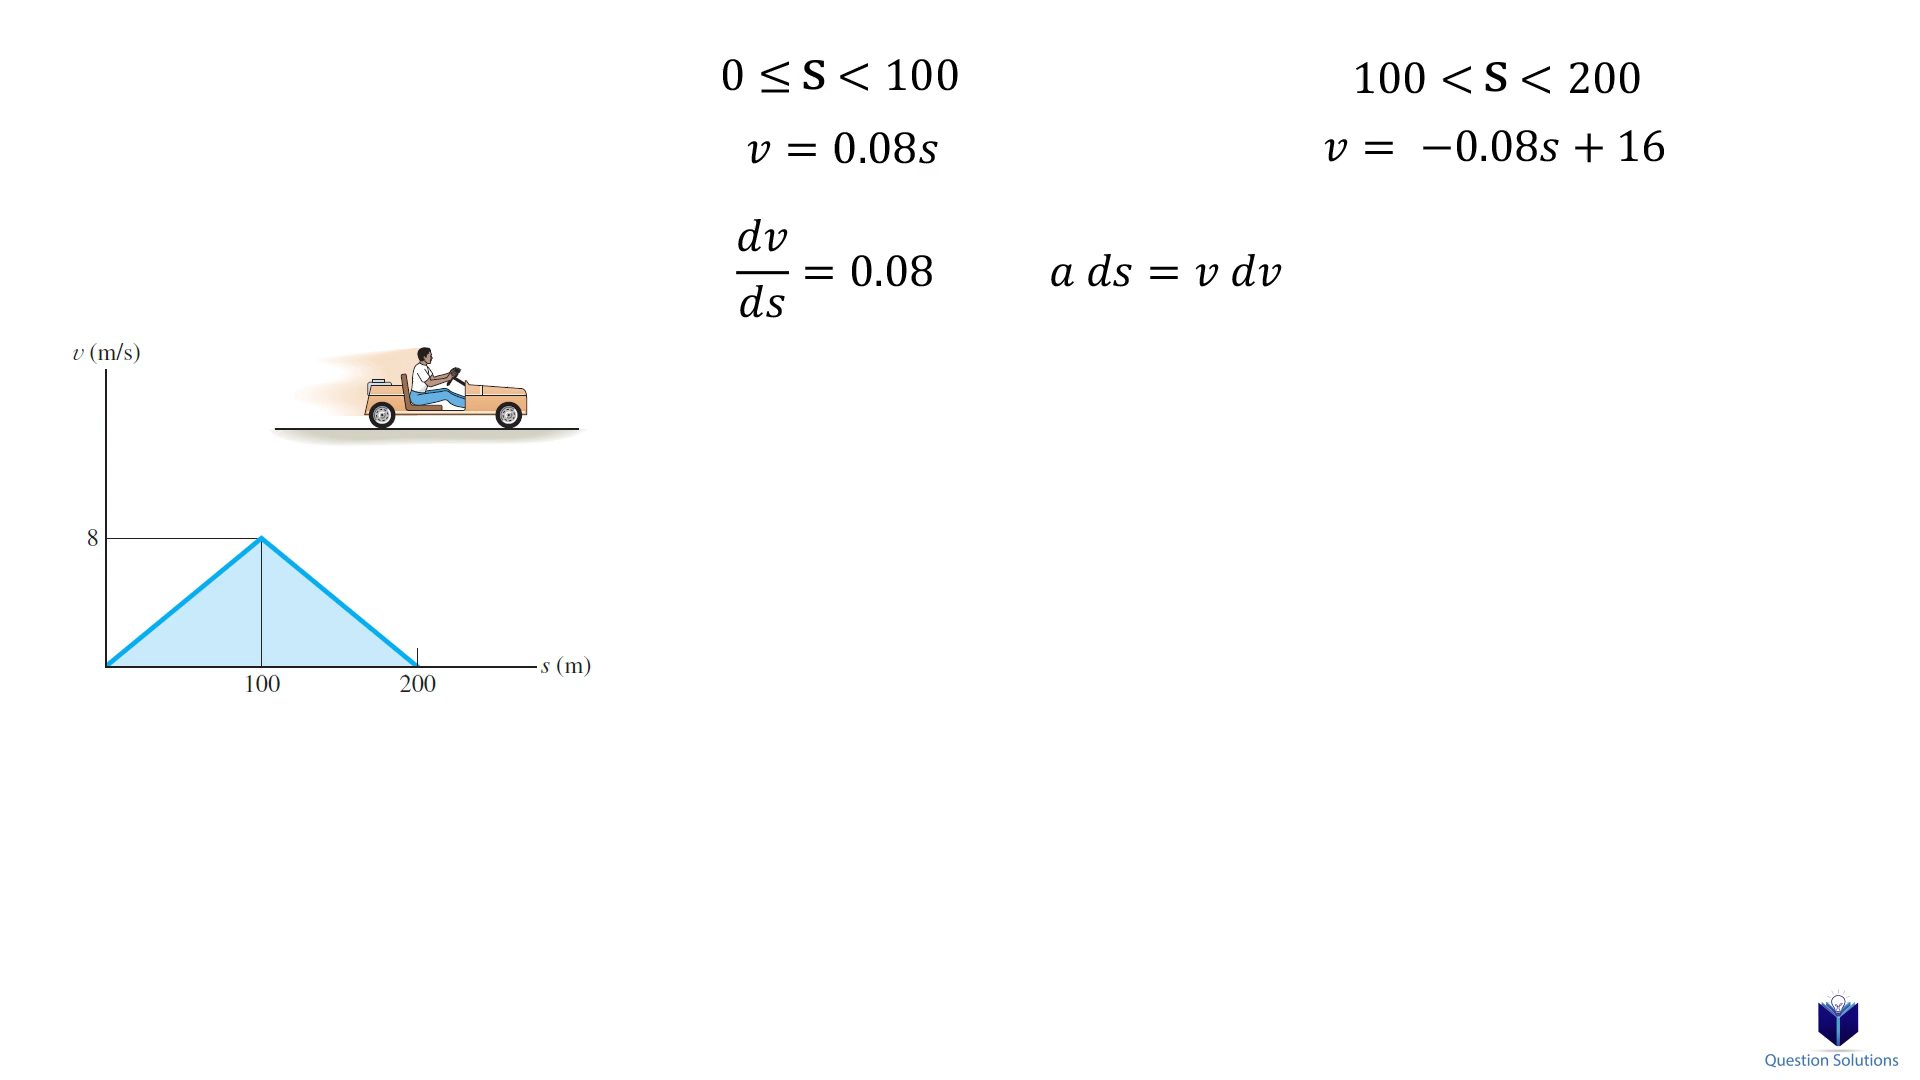 0 ≤ s < 100
100 < s < 200
v = 0.08s
v = −0.08s + 16
dv/ds = 0.08
a ds = v dv
v (m/s)
8
s (m)
100
200
Question Solutions